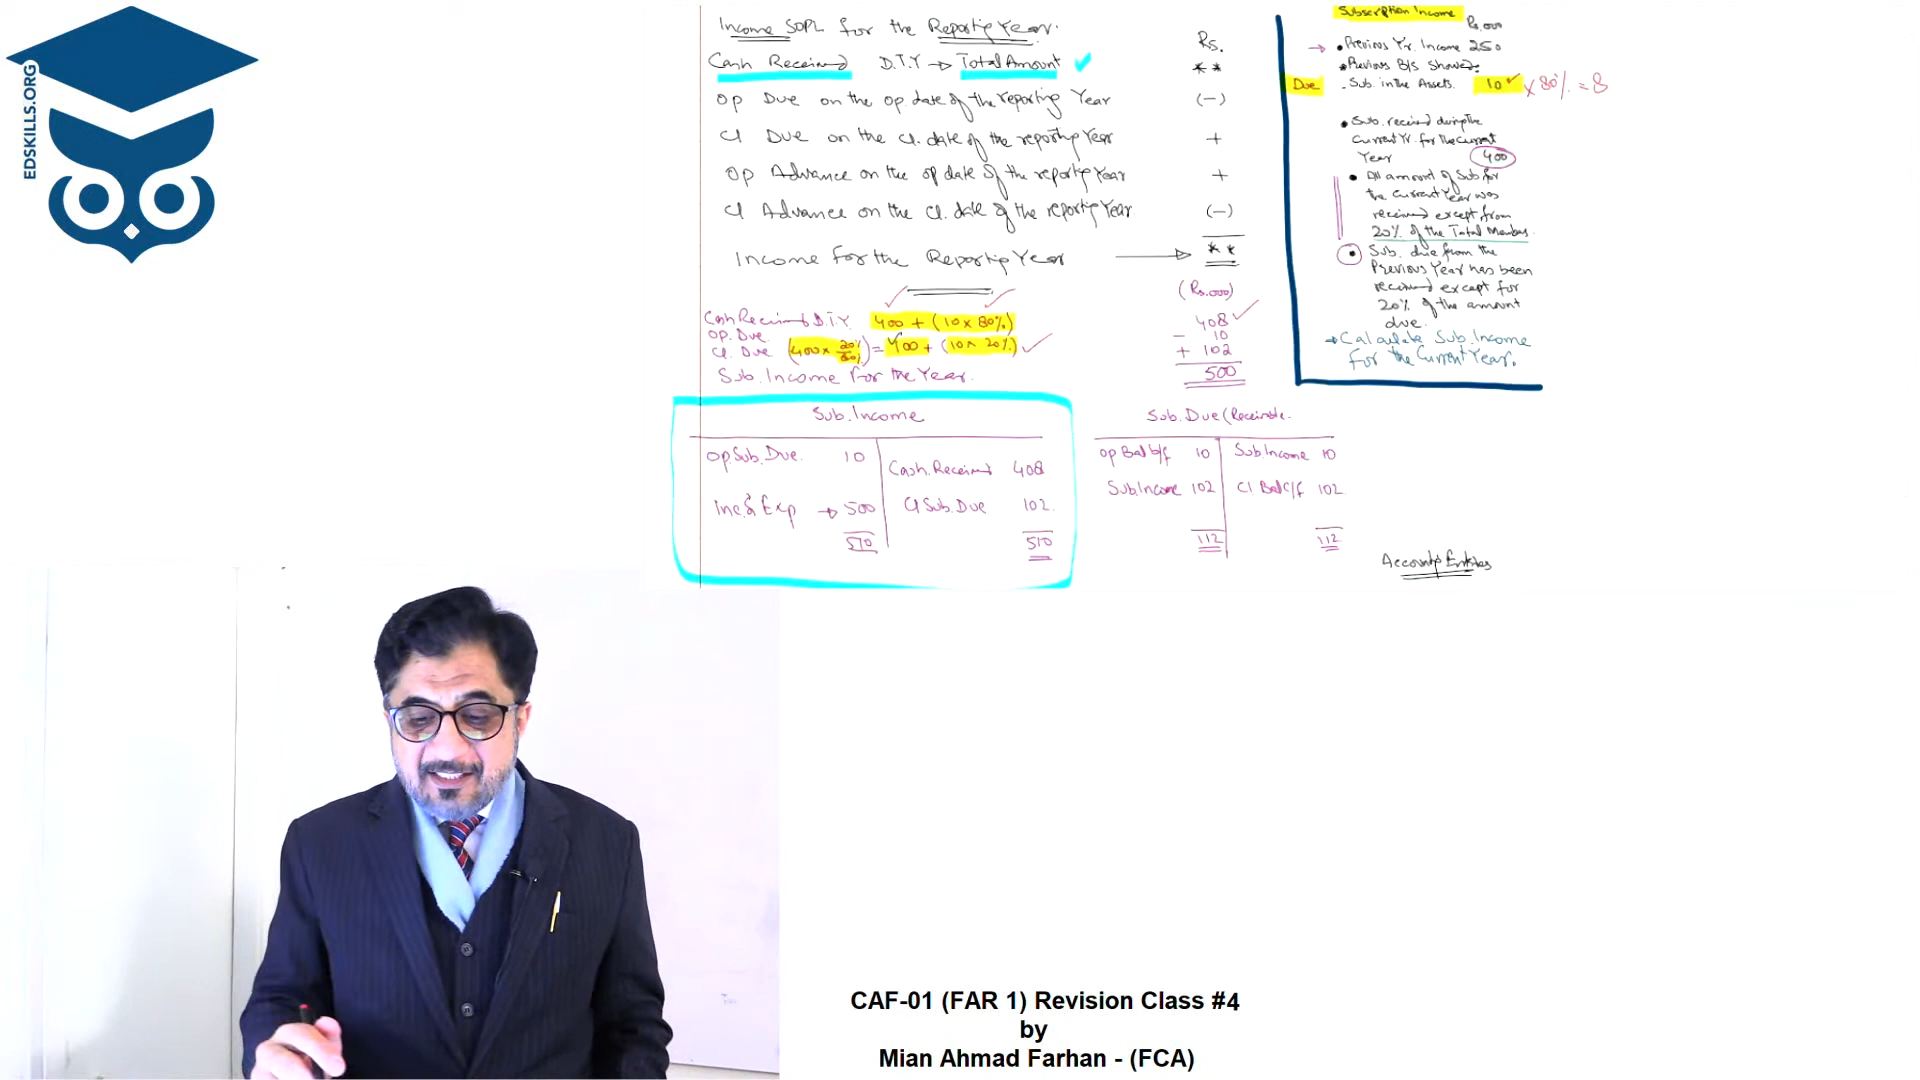 EDSKILLS.ORG
Income SOPL for the Reporting Year.
Rs.
Cash Received D.T.Y → Total Amount ✓ **
Op Due on the op. date of the reporting Year (-)
Cl Due on the Cl. date of the reporting Year +
Op Advance on the op date of the reporting Year +
Cl Advance on the Cl. date of the reporting Year (-)
Income for the Reporting Year → **
(Rs.000)
Cash Received D.T.Y. 400 + (10 x 80%) 408
Op. Due - 10
Cl. Due (400 x 20%/80%) = 100 + (10 x 20%) + 102
Sub. Income for the Year. 500
Subscription Income
Rs.000
• Previous Yr. Income 250
• Previous B/s Showed:
Due - Sub. in the Assets. 10 ✓ x 80% = 8
• Sub. received during the
Current Yr. for the current
Year 400
• All amount of Sub. for
the Current Year was
received except from
20% of the Total Members.
• Sub. due from the
Previous Year has been
received except for
20% of the amount
due.
→ Calculate Sub. Income
for the Current Year.
Sub. Income
Op Sub. Due. 10 Cash. Received 408
Inc & Exp → 500 Cl Sub. Due 102.
510 510
Sub. Due (Receivable.
Op Bal b/f 10 Sub. Income 10
Sub. Income 102 Cl Bal c/f 102
112 112
CAF-01 (FAR 1) Revision Class #4
by
Mian Ahmad Farhan - (FCA)